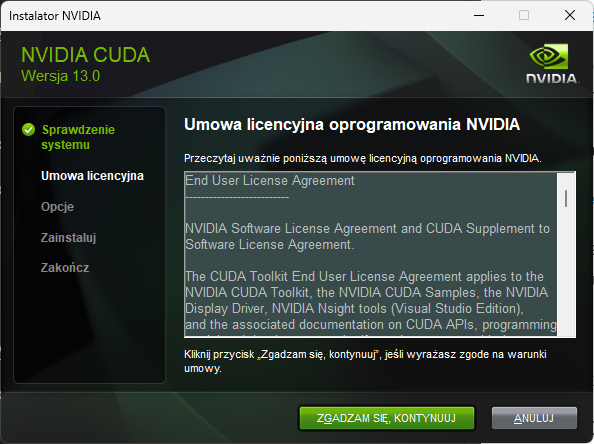 Instalator NVIDIA
NVIDIA CUDA
Wersja 13.0
NVIDIA.
Sprawdzenie
systemu
Umowa licencyjna
Opcje
Zainstaluj
Zakończ
Umowa licencyjna oprogramowania NVIDIA
Przeczytaj uważnie poniższą umowę licencyjną oprogramowania NVIDIA.
End User License Agreement
--------------------------
NVIDIA Software License Agreement and CUDA Supplement to
Software License Agreement.
The CUDA Toolkit End User License Agreement applies to the
NVIDIA CUDA Toolkit, the NVIDIA CUDA Samples, the NVIDIA
Display Driver, NVIDIA Nsight tools (Visual Studio Edition),
and the associated documentation on CUDA APIs, programming
Kliknij przycisk „Zgadzam się, kontynuuj”, jeśli wyrażasz zgode na warunki
umowy.
ZGADZAM SIĘ, KONTYNUUJ
ANULUJ